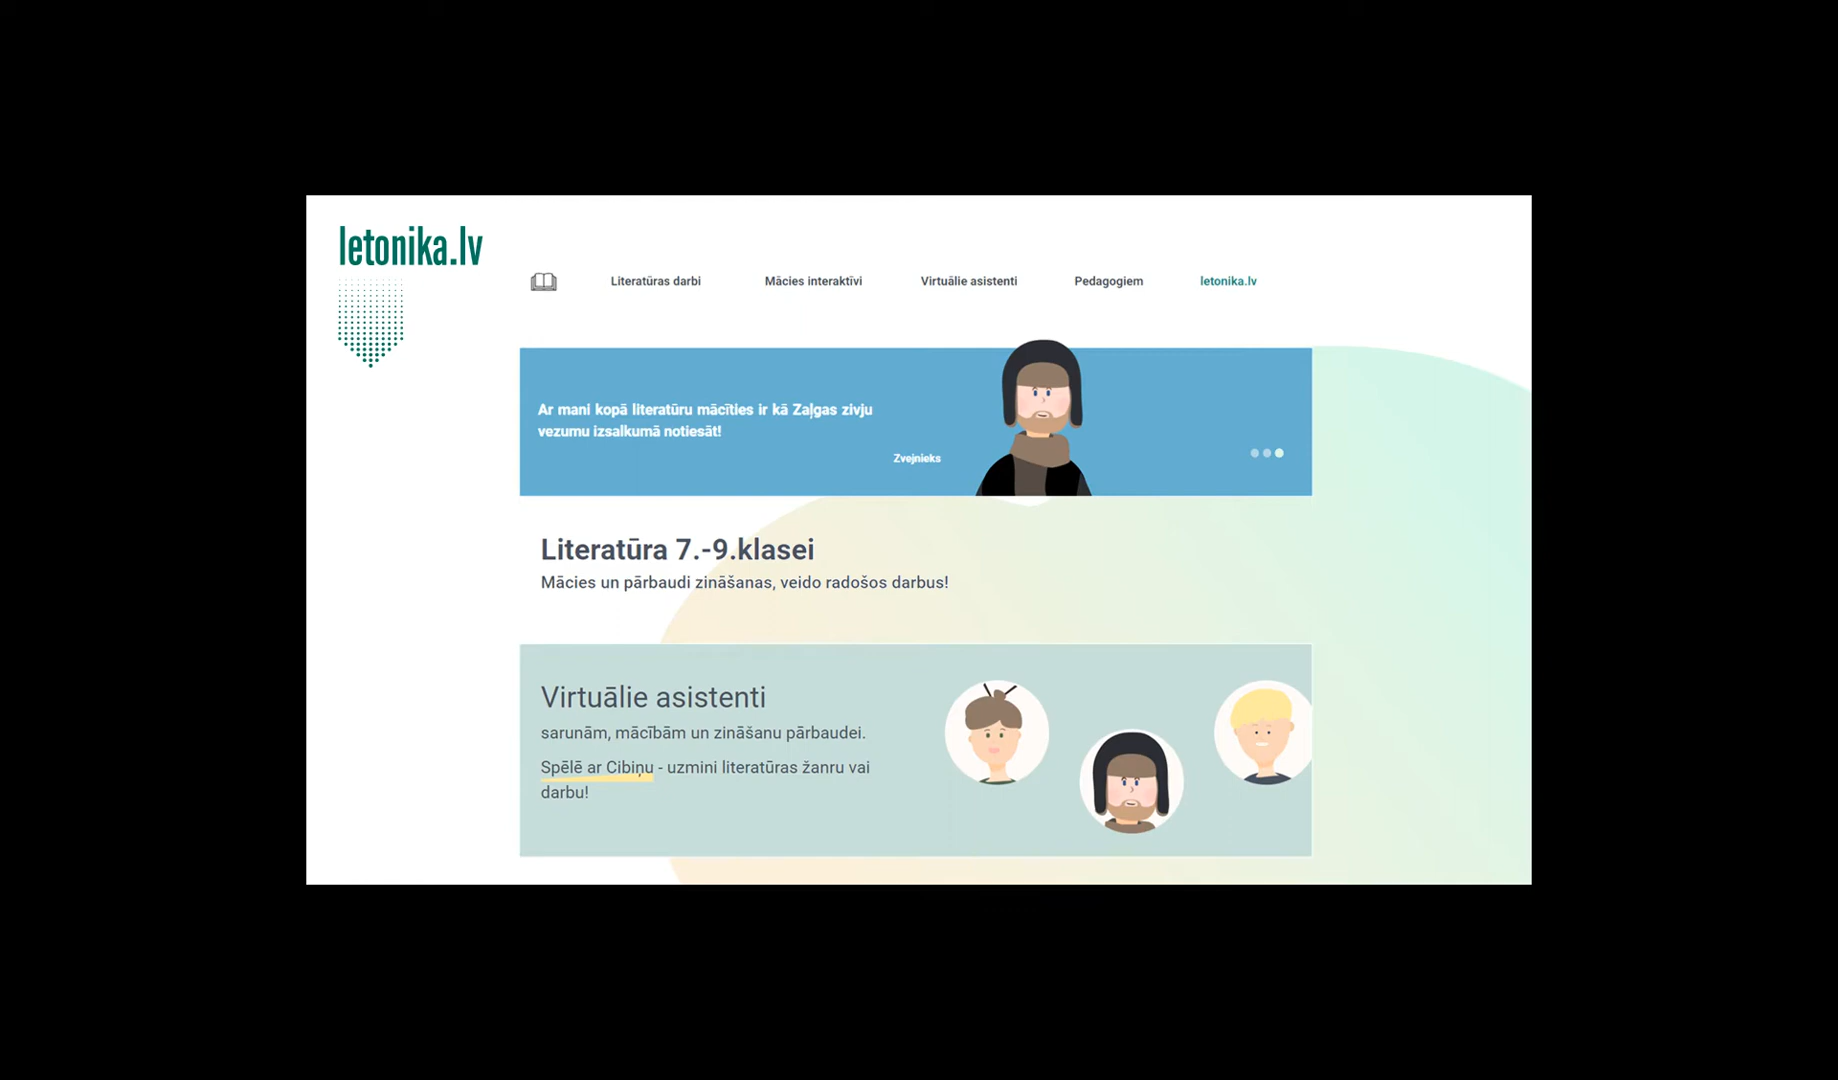 letonika.lv
Literatūras darbi
Mācies interaktīvi
Virtuālie asistenti
Pedagogiem
letonika.lv
Ar mani kopā literatūru mācīties ir kā Zaļgas zivju
vezumu izsalkumā notiesāt!
Zvejnieks
Literatūra 7.-9.klasei
Mācies un pārbaudi zināšanas, veido radošos darbus!
Virtuālie asistenti
sarunām, mācībām un zināšanu pārbaudei.
Spēlē ar Cibiņu - uzmini literatūras žanru vai
darbu!